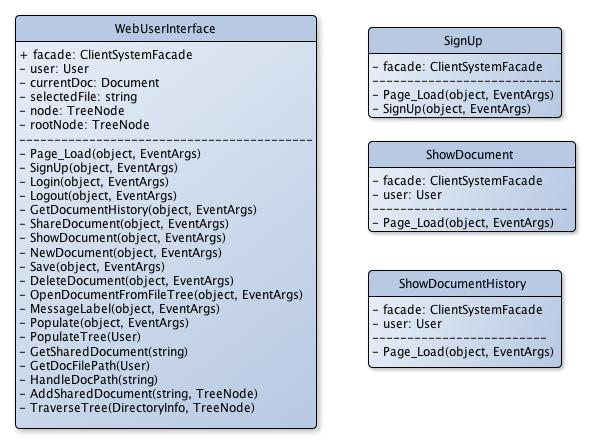 WebUserInterface
+ facade: ClientSystemFacade
- user: User
- currentDoc: Document
- selectedFile: string
- node: TreeNode
- rootNode: TreeNode
- Page_Load(object, EventArgs)
- SignUp(object, EventArgs)
- Login(object, EventArgs)
- Logout(object, EventArgs)
- GetDocumentHistory(object, EventArgs)
- ShareDocument(object, EventArgs)
- ShowDocument(object, EventArgs)
- NewDocument(object, EventArgs)
- Save(object, EventArgs)
- DeleteDocument(object, EventArgs)
- OpenDocumentFromFileTree(object, EventArgs)
- MessageLabel(object, EventArgs)
- Populate(object, EventArgs)
- PopulateTree(User)
- GetSharedDocument(string)
- GetDocFilePath(User)
- HandleDocPath(string)
- AddSharedDocument(string, TreeNode)
- TraverseTree(DirectoryInfo, TreeNode)
SignUp
- facade: ClientSystemFacade
- Page_Load(object, EventArgs)
- SignUp(object, EventArgs)
ShowDocument
- facade: ClientSystemFacade
- user: User
- Page_Load(object, EventArgs)
ShowDocumentHistory
- facade: ClientSystemFacade
- user: User
- Page_Load(object, EventArgs)